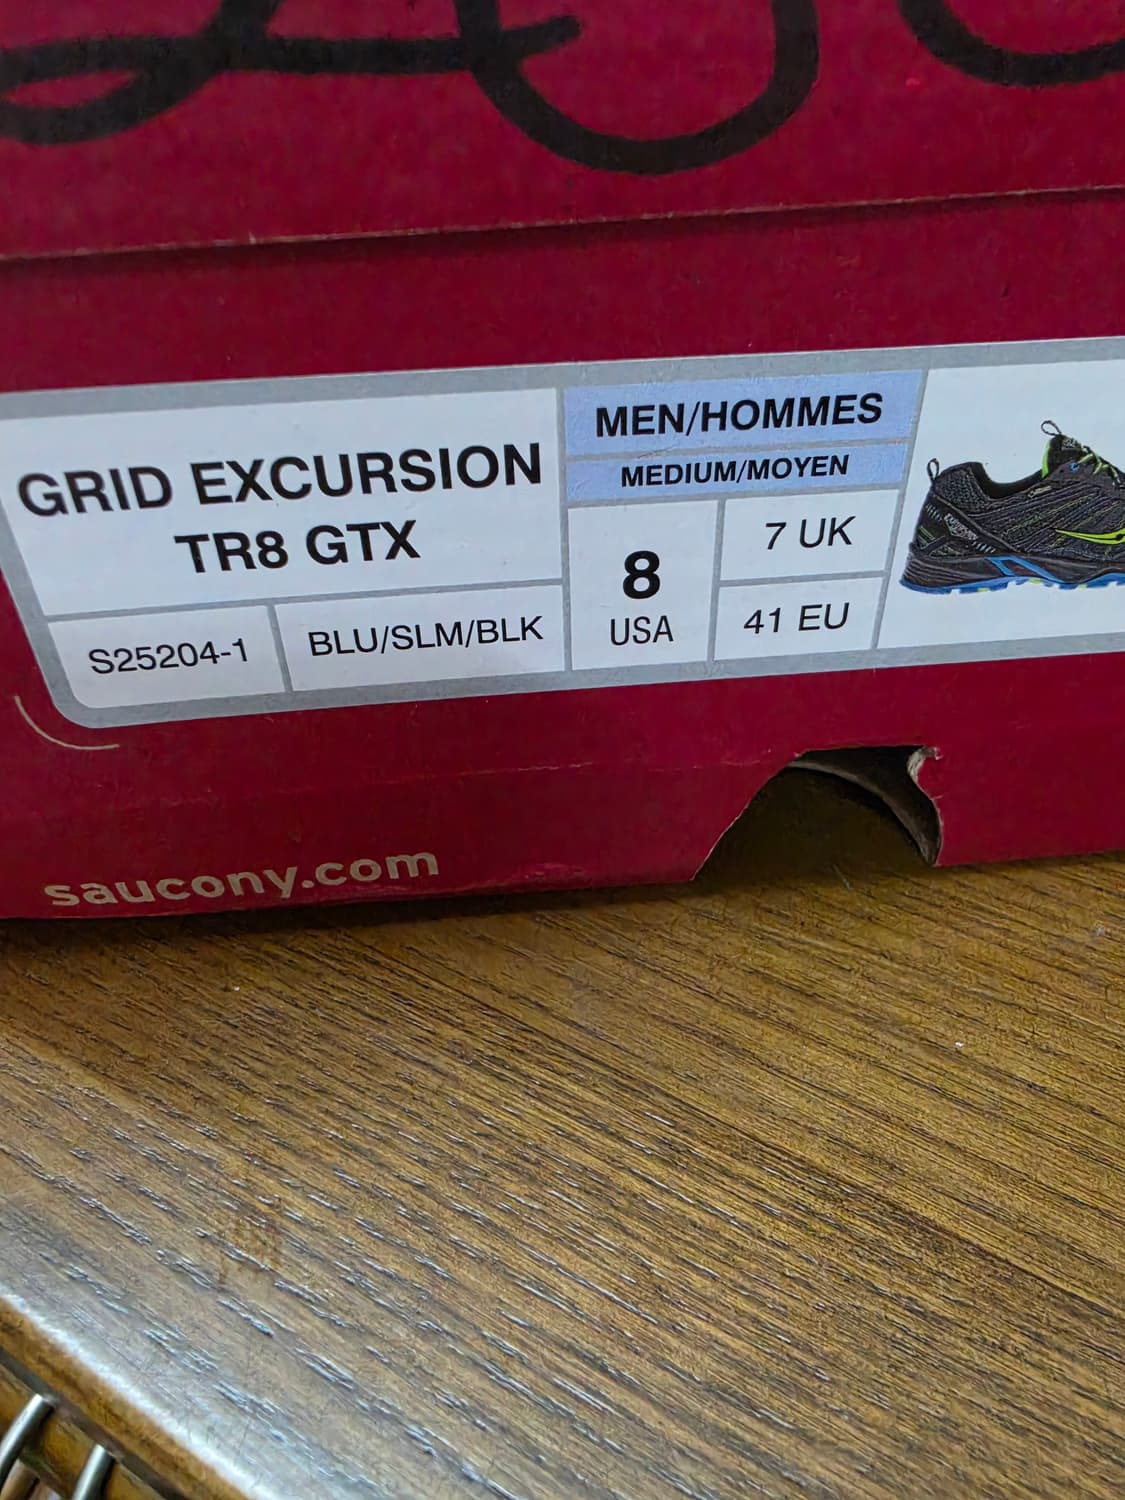 GRID EXCURSION
TR8 GTX
S25204-1
BLU/SLM/BLK
MEN/HOMMES
MEDIUM/MOYEN
8
USA
7 UK
41 EU
saucony.com